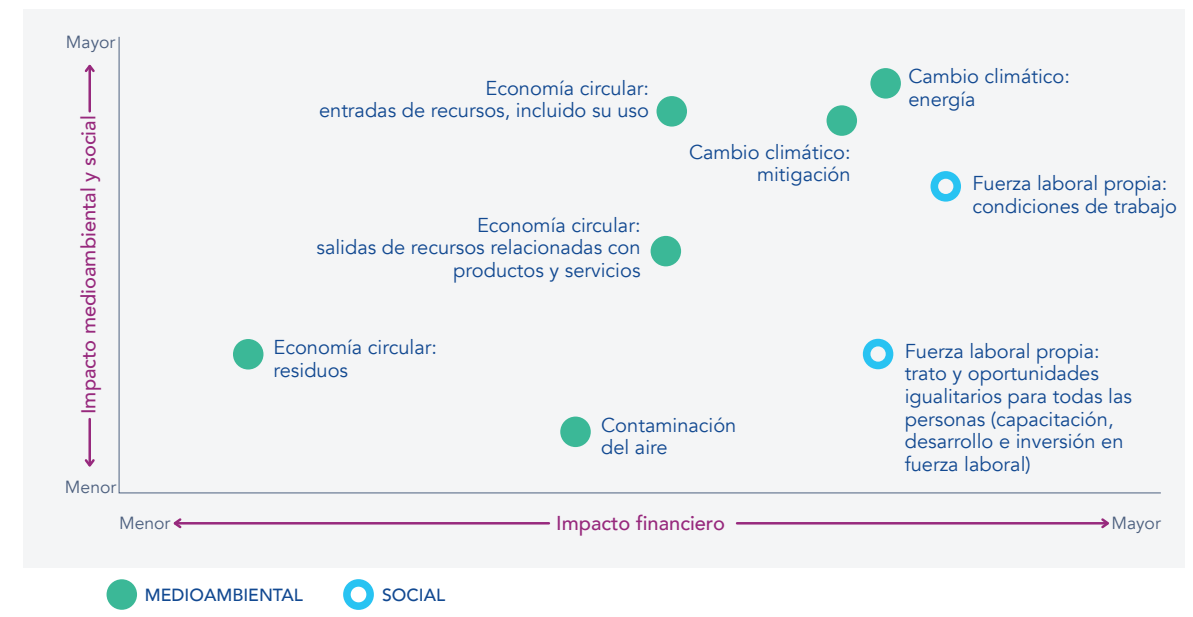 Mayor
Impacto medioambiental y social
Menor
Economía circular:
entradas de recursos, incluido su uso
Cambio climático:
energía
Cambio climático:
mitigación
Fuerza laboral propia:
condiciones de trabajo
Economía circular:
salidas de recursos relacionadas con
productos y servicios
Economía circular:
residuos
Fuerza laboral propia:
trato y oportunidades
igualitarios para todas las
personas (capacitación,
desarrollo e inversión en
fuerza laboral)
Contaminación
del aire
Menor
Impacto financiero
Mayor
MEDIOAMBIENTAL
SOCIAL